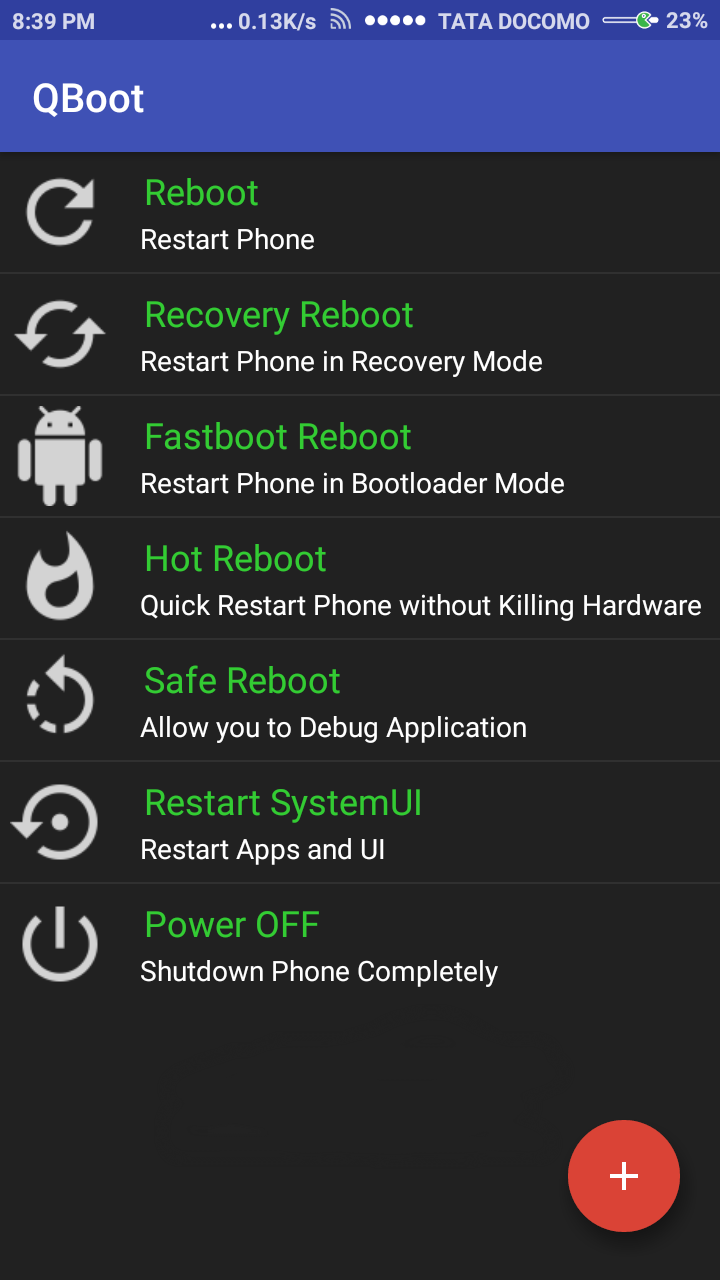 8:39 PM ... 0.13K/s TATA DOCOMO 23%
QBoot
Reboot
Restart Phone
Recovery Reboot
Restart Phone in Recovery Mode
Fastboot Reboot
Restart Phone in Bootloader Mode
Hot Reboot
Quick Restart Phone without Killing Hardware
Safe Reboot
Allow you to Debug Application
Restart SystemUI
Restart Apps and UI
Power OFF
Shutdown Phone Completely
+